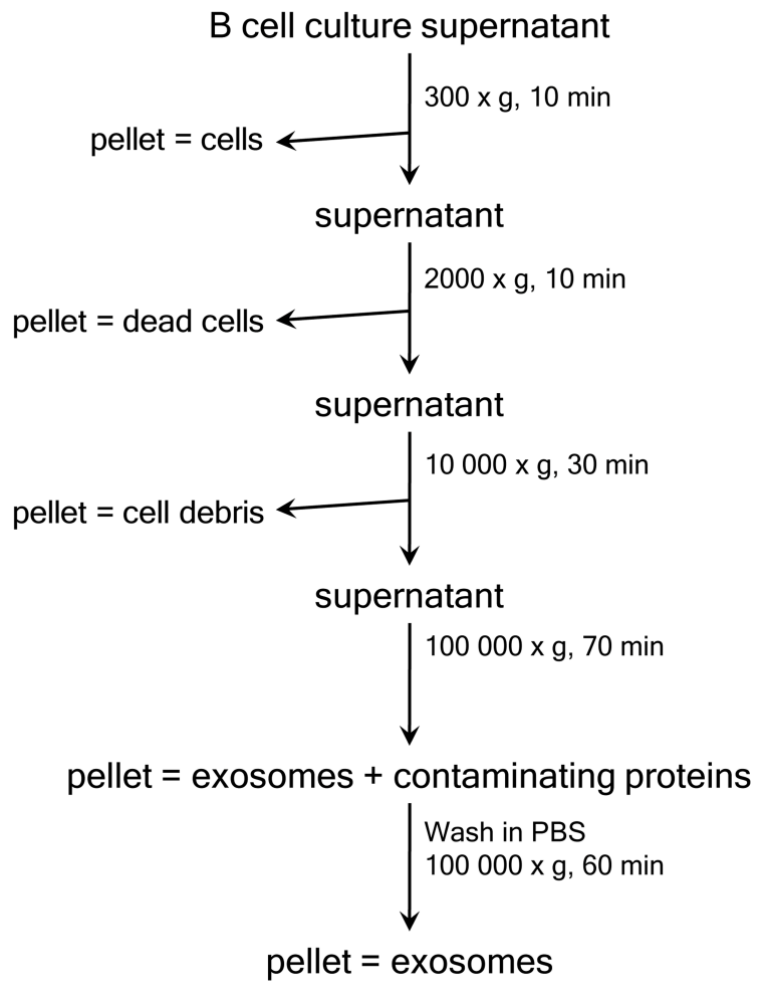 B cell culture supernatant
300 x g, 10 min
pellet = cells
supernatant
2000 x g, 10 min
pellet = dead cells
supernatant
10 000 x g, 30 min
pellet = cell debris
supernatant
100 000 x g, 70 min
pellet = exosomes + contaminating proteins
Wash in PBS
100 000 x g, 60 min
pellet = exosomes